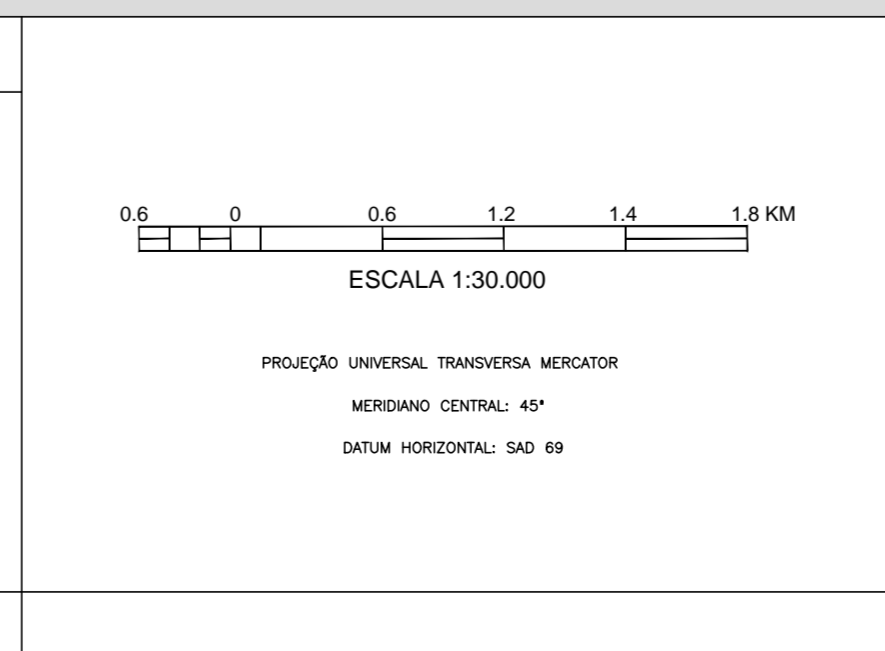 0.6 0 0.6 1.2 1.4 1.8 KM
ESCALA 1:30.000
PROJEÇÃO UNIVERSAL TRANSVERSA MERCATOR
MERIDIANO CENTRAL: 45°
DATUM HORIZONTAL: SAD 69